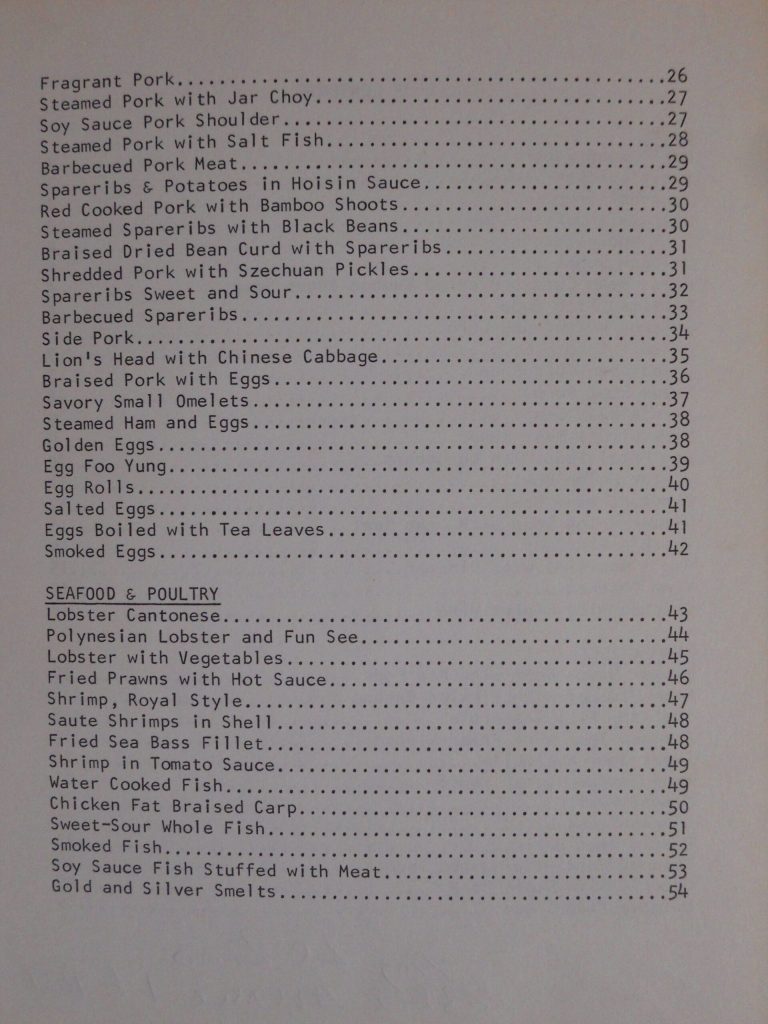 Fragrant Pork...............................................26
Steamed Pork with Jar Choy..................................27
Soy Sauce Pork Shoulder.....................................27
Steamed Pork with Salt Fish.................................28
Barbecued Pork Meat.........................................29
Spareribs & Potatoes in Hoisin Sauce........................29
Red Cooked Pork with Bamboo Shoots..........................30
Steamed Spareribs with Black Beans..........................30
Braised Dried Bean Curd with Spareribs......................31
Shredded Pork with Szechuan Pickles.........................31
Spareribs Sweet and Sour....................................32
Barbecued Spareribs.........................................33
Side Pork...................................................34
Lion's Head with Chinese Cabbage............................35
Braised Pork with Eggs......................................36
Savory Small Omelets........................................37
Steamed Ham and Eggs........................................38
Golden Eggs.................................................38
Egg Foo Yung................................................39
Egg Rolls...................................................40
Salted Eggs.................................................41
Eggs Boiled with Tea Leaves.................................41
Smoked Eggs.................................................42
SEAFOOD & POULTRY
Lobster Cantonese...........................................43
Polynesian Lobster and Fun See..............................44
Lobster with Vegetables.....................................45
Fried Prawns with Hot Sauce.................................46
Shrimp, Royal Style.........................................47
Saute Shrimps in Shell......................................48
Fried Sea Bass Fillet.......................................48
Shrimp in Tomato Sauce......................................49
Water Cooked Fish...........................................49
Chicken Fat Braised Carp....................................50
Sweet-Sour Whole Fish.......................................51
Smoked Fish.................................................52
Soy Sauce Fish Stuffed with Meat............................53
Gold and Silver Smelts......................................54